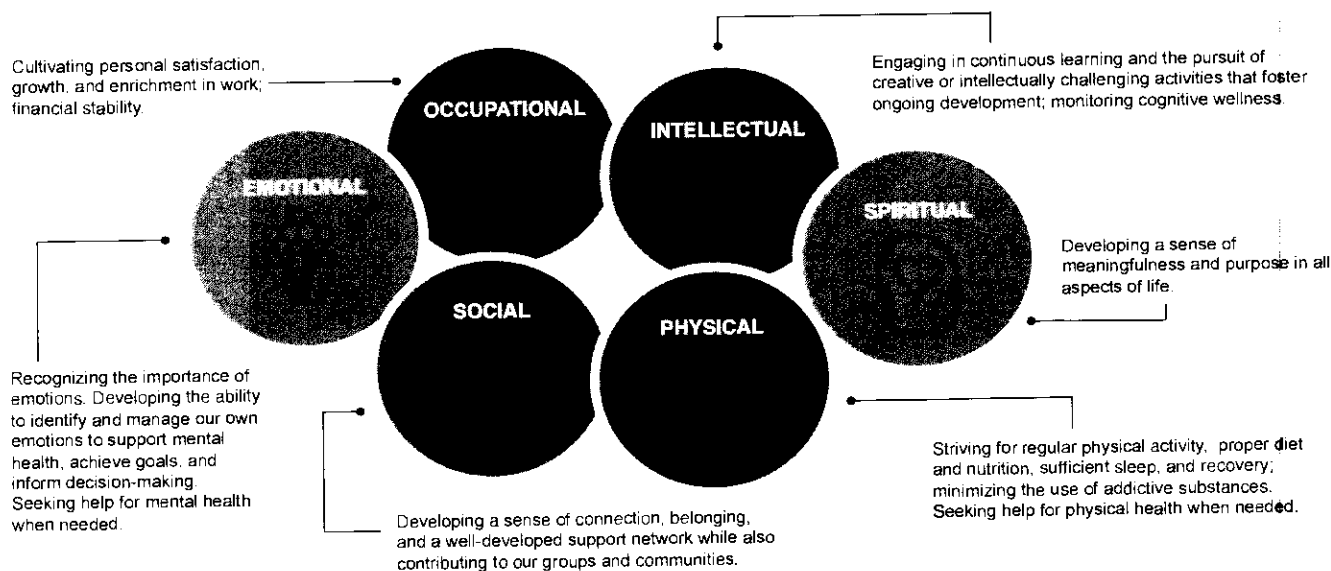 Cultivating personal satisfaction,
growth, and enrichment in work;
financial stability.
OCCUPATIONAL
INTELLECTUAL
Engaging in continuous learning and the pursuit of
creative or intellectually challenging activities that foster
ongoing development; monitoring cognitive wellness.
EMOTIONAL
SPIRITUAL
Developing a sense of
meaningfulness and purpose in all
aspects of life.
SOCIAL
PHYSICAL
Recognizing the importance of
emotions. Developing the ability
to identify and manage our own
emotions to support mental
health, achieve goals, and
inform decision-making.
Seeking help for mental health
when needed.
Developing a sense of connection, belonging,
and a well-developed support network while also
contributing to our groups and communities.
Striving for regular physical activity, proper diet
and nutrition, sufficient sleep, and recovery;
minimizing the use of addictive substances.
Seeking help for physical health when needed.